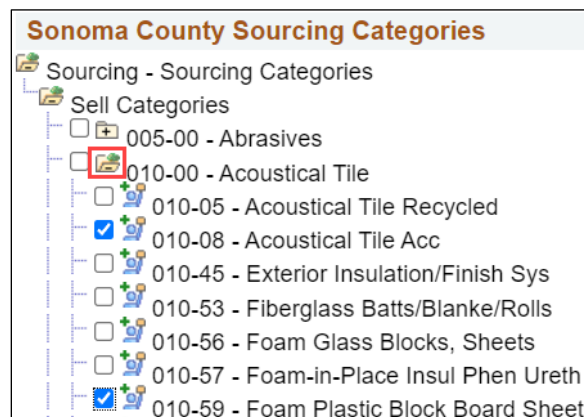 Sonoma County Sourcing Categories
Sourcing - Sourcing Categories
Sell Categories
005-00 - Abrasives
010-00 - Acoustical Tile
010-05 - Acoustical Tile Recycled
010-08 - Acoustical Tile Acc
010-45 - Exterior Insulation/Finish Sys
010-53 - Fiberglass Batts/Blanke/Rolls
010-56 - Foam Glass Blocks, Sheets
010-57 - Foam-in-Place Insul Phen Ureth
010-59 - Foam Plastic Block Board Sheet